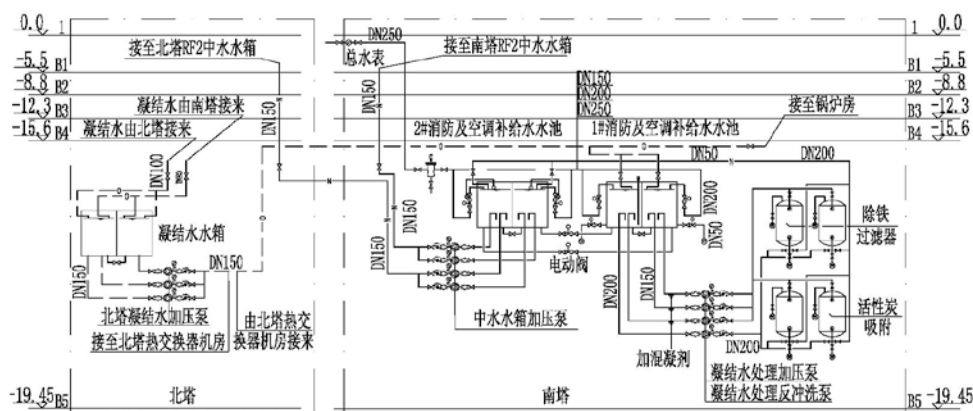 0.0 1 1 0.0
DN250
接至北塔RF2中水水箱 总水表 接至南塔RF2中水水箱
-5.5 B1 B1 -5.5
DN150
-8.8 B2 DN200 B2 -8.8
凝结水由南塔接来 DN250 接至锅炉房
-12.3 B3 B3 -12.3
凝结水由北塔接来 DN150 DN150 2#消防及空调补给水水池 1#消防及空调补给水水池
-15.6 B4 B4 -15.6
DN50 DN200
DN100
DN200
除铁
过滤器
凝结水水箱 DN150 DN50
DN150 DN150 电动阀
DN150 DN200 DN150
北塔凝结水加压泵 由北塔热交
换器机房接来
接至北塔热交换器机房
中水水箱加压泵
活性炭
吸附
DN200
加混凝剂
凝结水处理加压泵
凝结水处理反冲洗泵
-19.45 B5 北塔 南塔 B5 -19.45